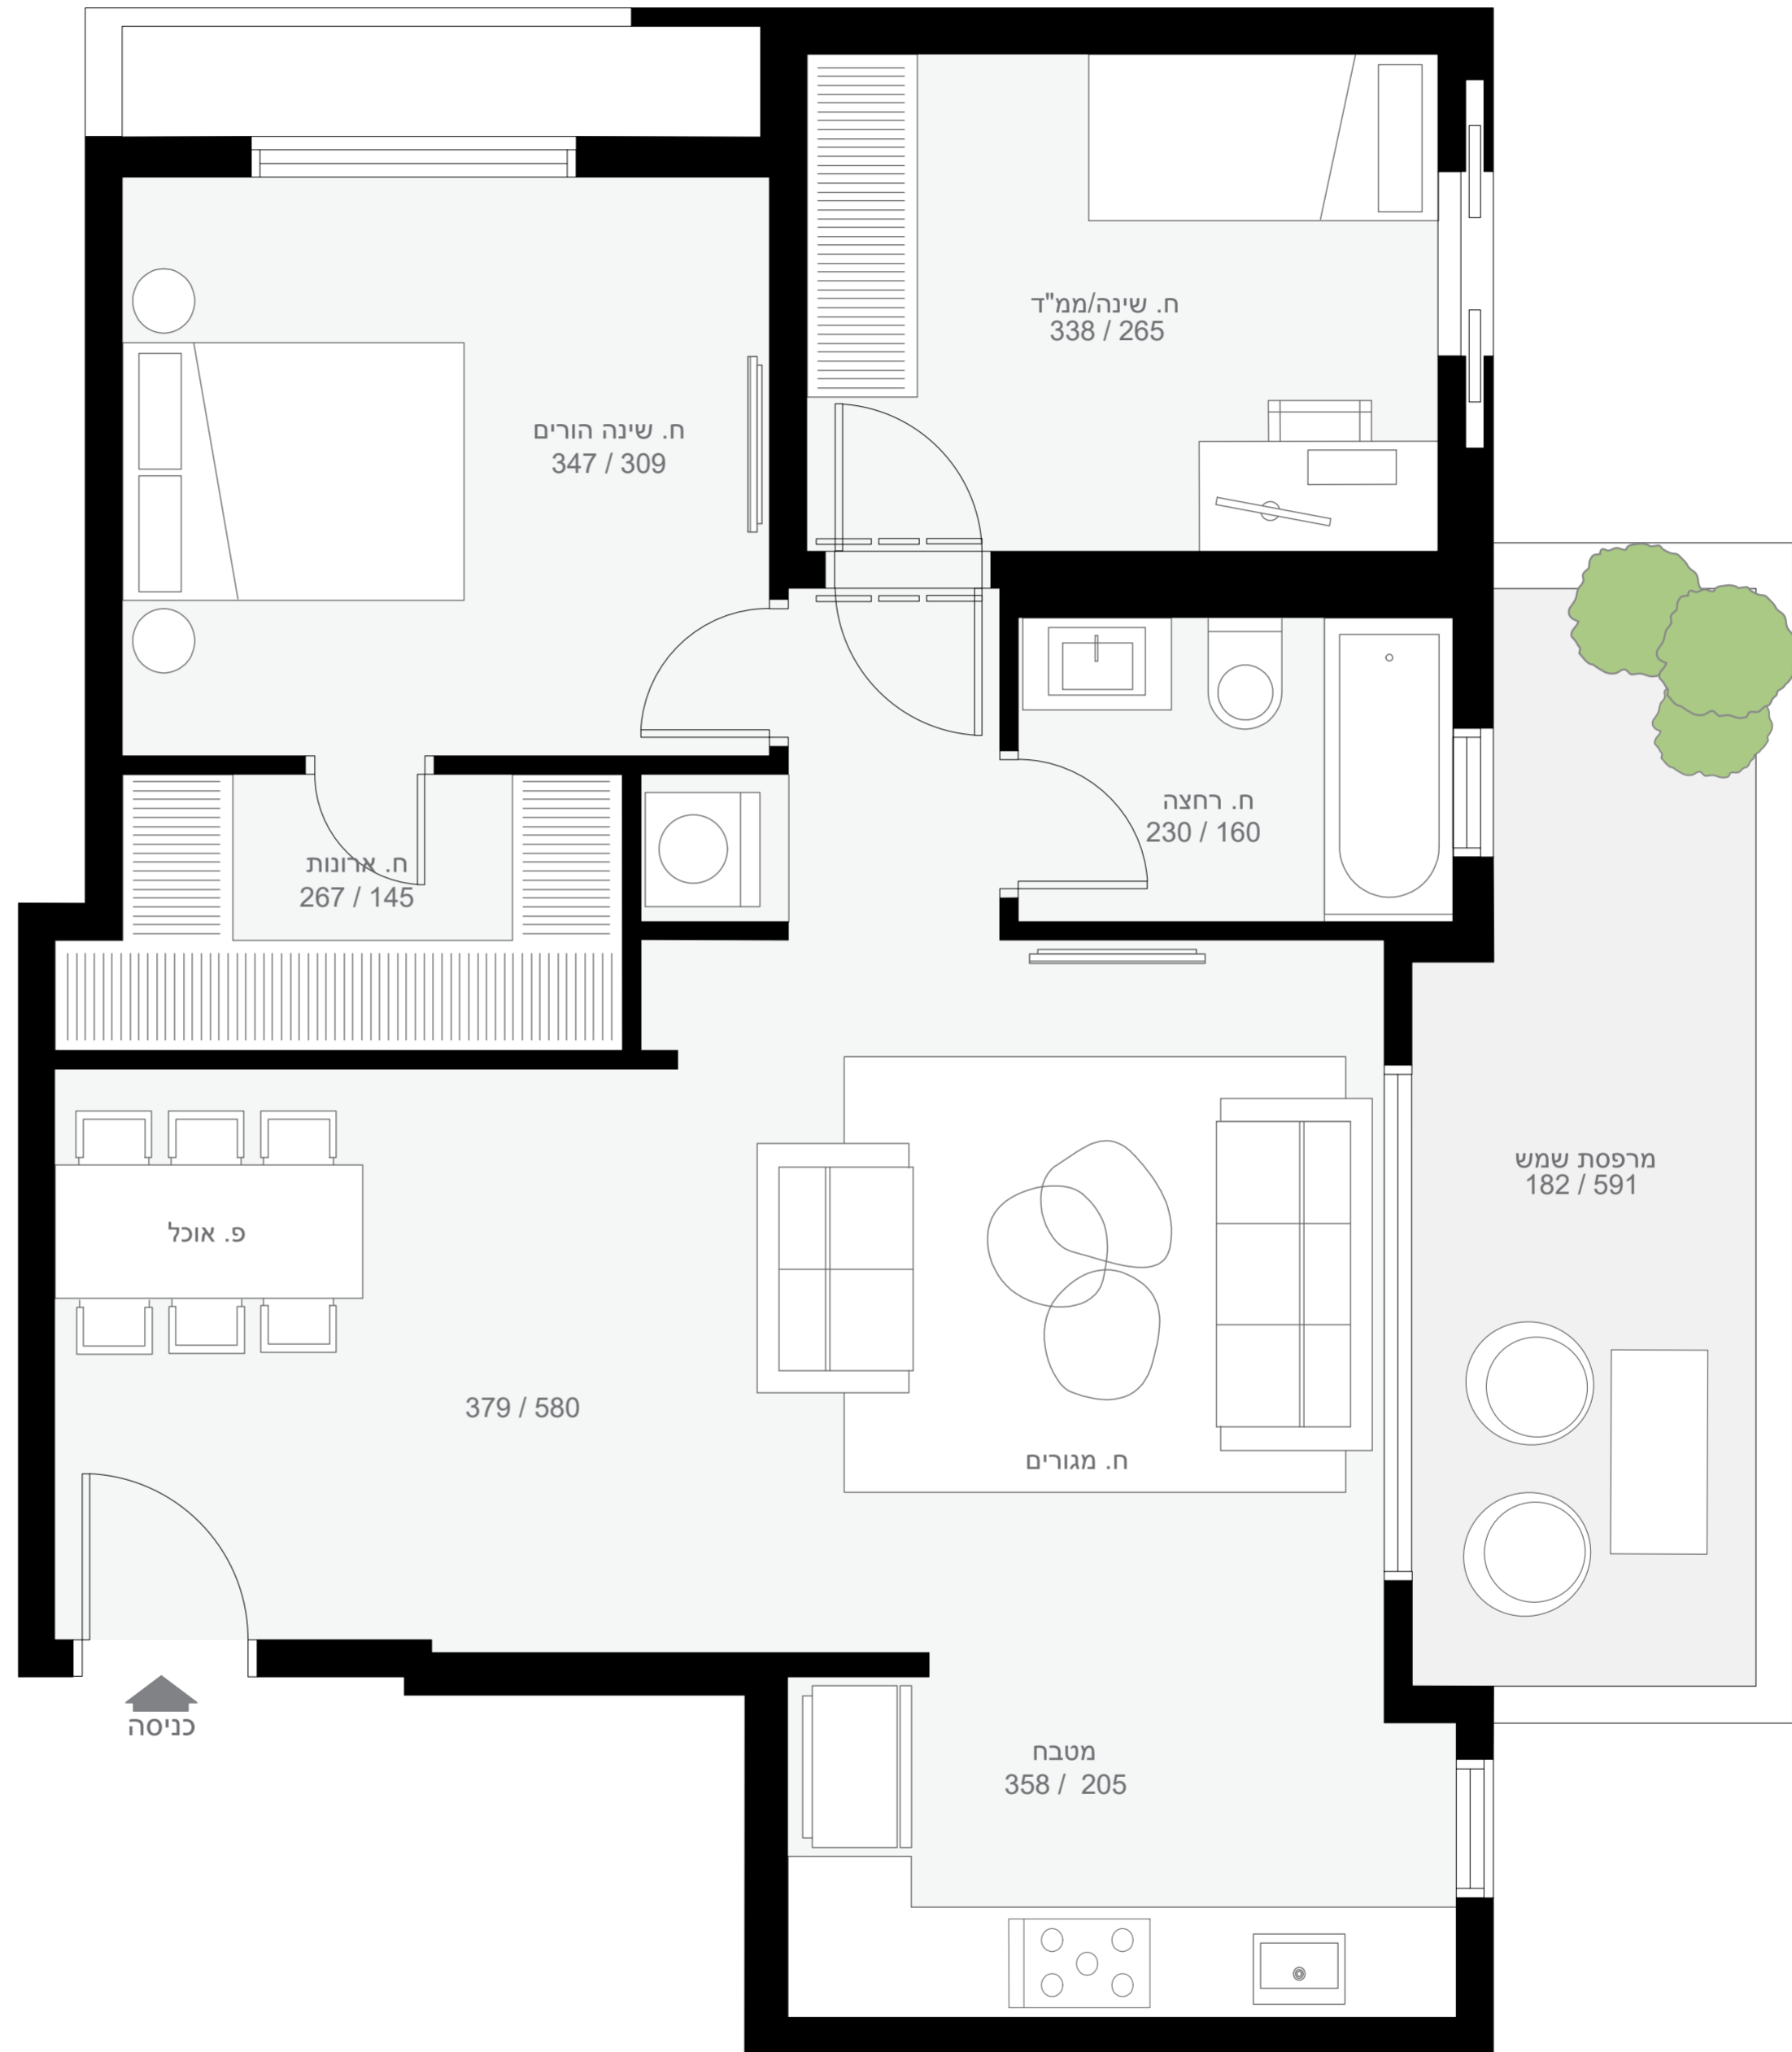 ח. שינה/ממ"ד
338 / 265
ח. שינה הורים
347 / 309
ח. רחצה
230 / 160
ח. ארונות
267 / 145
מרפסת שמש
182 / 591
פ. אוכל
379 / 580
ח. מגורים
כניסה
מטבח
358 / 205